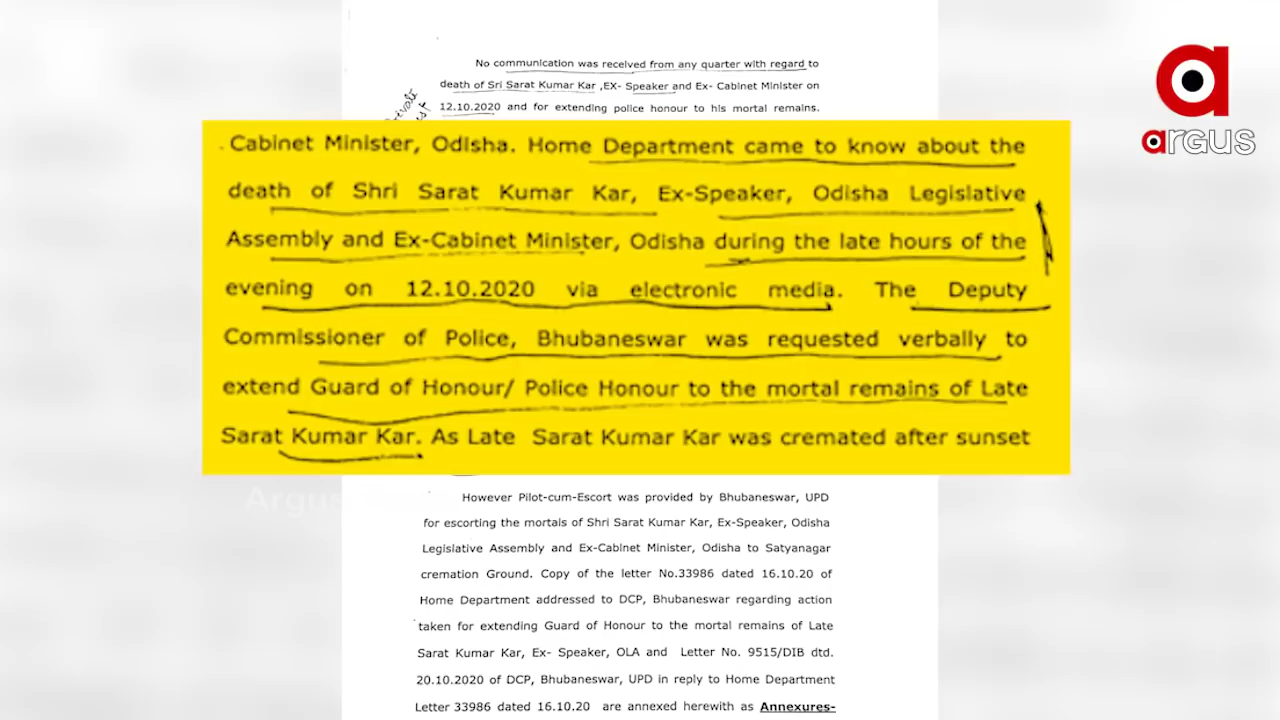 No communication was received from any quarter with regard to
death of Sri Sarat Kumar Kar ,EX- Speaker and Ex- Cabinet Minister on
12.10.2020 and for extending police honour to his mortal remains.
argus
. Cabinet Minister, Odisha. Home Department came to know about the
death of Shri Sarat Kumar Kar, Ex-Speaker, Odisha Legislative
Assembly and Ex-Cabinet Minister, Odisha during the late hours of the
evening on 12.10.2020 via electronic media. The Deputy
Commissioner of Police, Bhubaneswar was requested verbally to
extend Guard of Honour/ Police Honour to the mortal remains of Late
Sarat Kumar Kar. As Late Sarat Kumar Kar was cremated after sunset
Argus
However Pilot-cum-Escort was provided by Bhubaneswar, UPD
for escorting the mortals of Shri Sarat Kumar Kar, Ex-Speaker, Odisha
Legislative Assembly and Ex-Cabinet Minister, Odisha to Satyanagar
cremation Ground. Copy of the letter No.33986 dated 16.10.20 of
Home Department addressed to DCP, Bhubaneswar regarding action
taken for extending Guard of Honour to the mortal remains of Late
Sarat Kumar Kar, Ex- Speaker, OLA and Letter No. 9515/DIB dtd.
20.10.2020 of DCP, Bhubaneswar, UPD in reply to Home Department
Letter 33986 dated 16.10.20 are annexed herewith as Annexures-